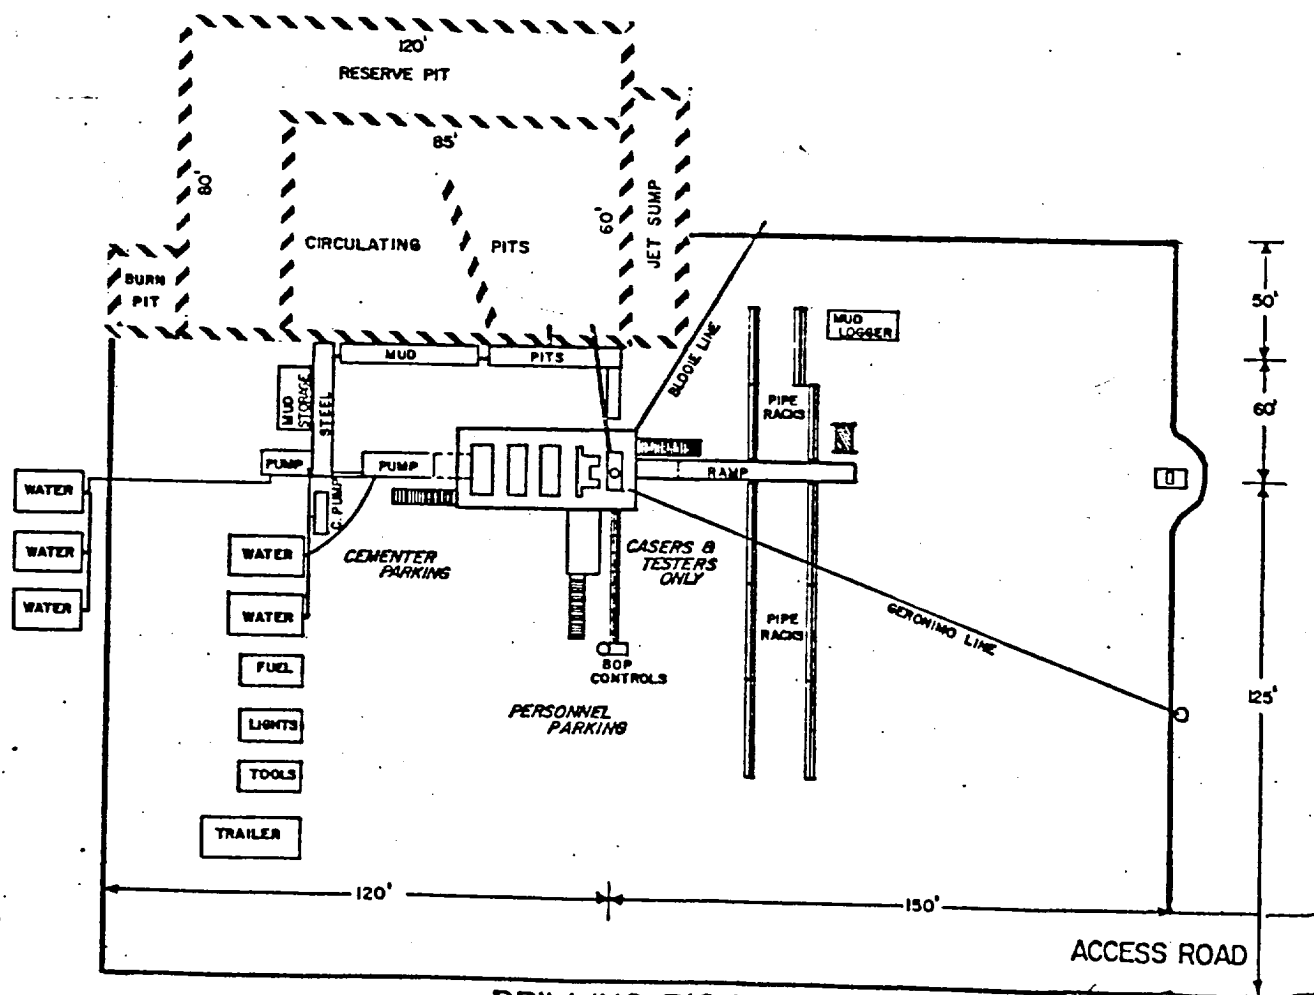 120'
RESERVE PIT
85'
80'
60'
CIRCULATING PITS
JET SUMP
BURN
PIT
50'
BLOOIE LINE
MUD
LOGGER
MUD
PITS
MUD
STORAGE
STEEL
PIPE
RACKS
60'
PUMP
PUMP
RAMP
WATER
C. PUMP
WATER
WATER
CEMENTER
PARKING
CASERS &
TESTERS
ONLY
WATER
WATER
GERONIMO LINE
PIPE
RACKS
FUEL
BOP
CONTROLS
125'
LIGHTS
PERSONNEL
PARKING
TOOLS
TRAILER
120'
150'
ACCESS ROAD